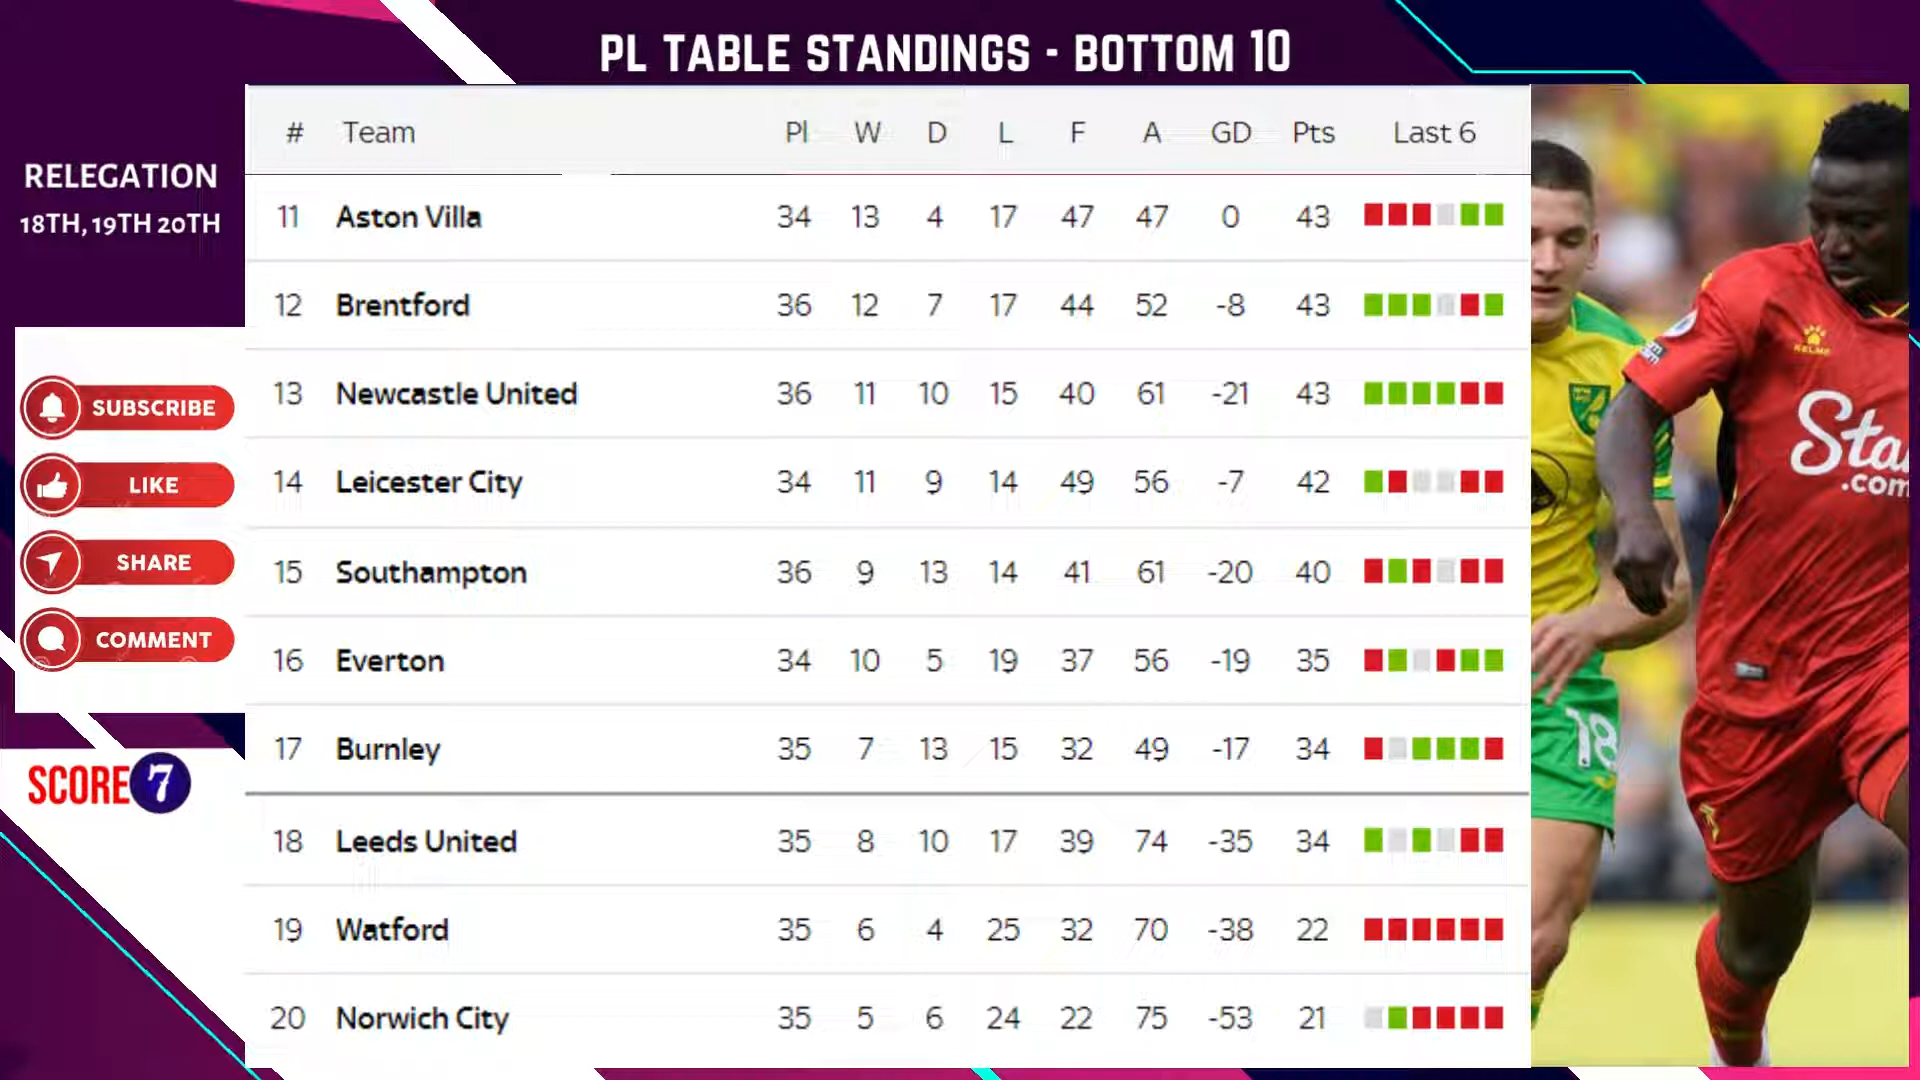 PL TABLE STANDINGS - BOTTOM 10
RELEGATION
18TH, 19TH 20TH
SUBSCRIBE
LIKE
SHARE
COMMENT
SCORE 7
# Team Pl W D L F A GD Pts Last 6
11 Aston Villa 34 13 4 17 47 47 0 43
12 Brentford 36 12 7 17 44 52 -8 43
13 Newcastle United 36 11 10 15 40 61 -21 43
14 Leicester City 34 11 9 14 49 56 -7 42
15 Southampton 36 9 13 14 41 61 -20 40
16 Everton 34 10 5 19 37 56 -19 35
17 Burnley 35 7 13 15 32 49 -17 34
18 Leeds United 35 8 10 17 39 74 -35 34
19 Watford 35 6 4 25 32 70 -38 22
20 Norwich City 35 5 6 24 22 75 -53 21
KELME
Sta
.com
18